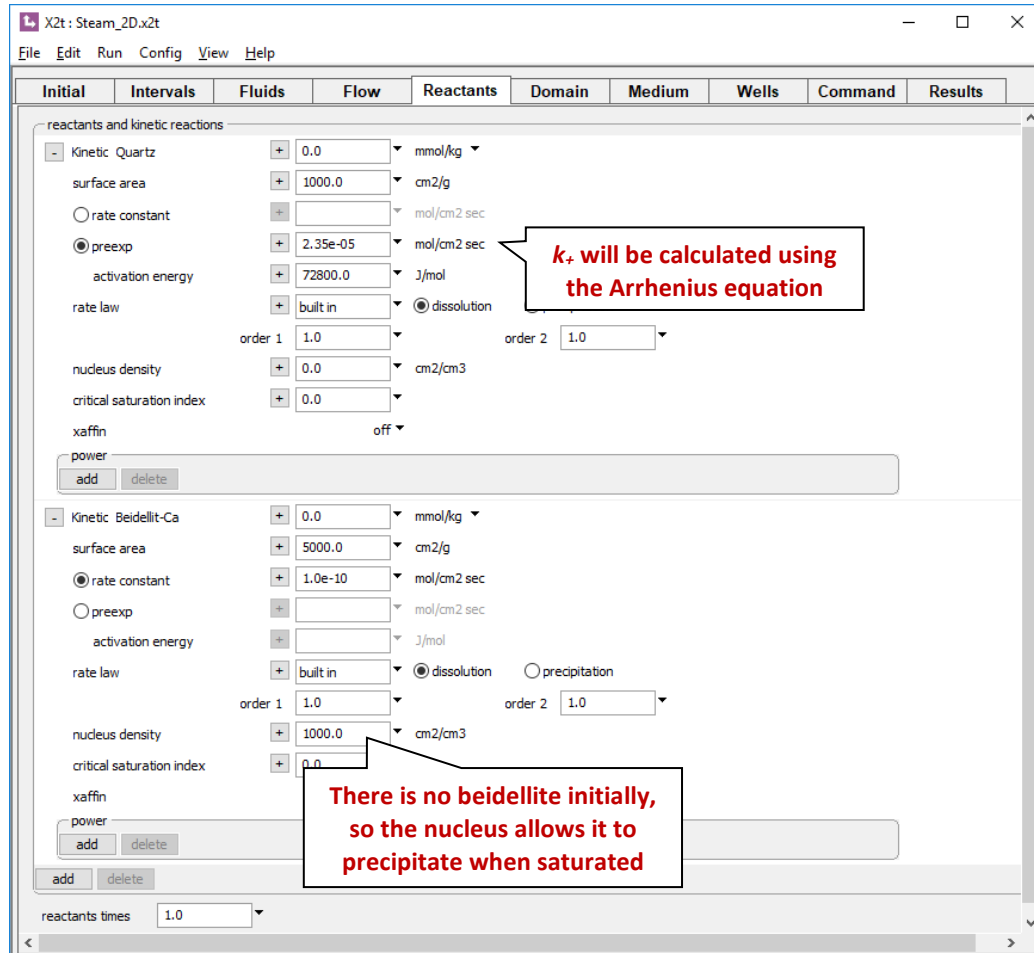 X2t : Steam_2D.x2t
File Edit Run Config View Help
Initial Intervals Fluids Flow Reactants Domain Medium Wells Command Results
reactants and kinetic reactions
- Kinetic Quartz + 0.0 mmol/kg
surface area + 1000.0 cm2/g
rate constant + mol/cm2 sec
preexp + 2.35e-05 mol/cm2 sec
k+ will be calculated using
the Arrhenius equation
activation energy + 72800.0 J/mol
rate law + built in dissolution
order 1 1.0 order 2 1.0
nucleus density + 0.0 cm2/cm3
critical saturation index + 0.0
xaffin off
power
add delete
- Kinetic Beidellit-Ca + 0.0 mmol/kg
surface area + 5000.0 cm2/g
rate constant + 1.0e-10 mol/cm2 sec
preexp + mol/cm2 sec
activation energy + J/mol
rate law + built in dissolution precipitation
order 1 1.0 order 2 1.0
nucleus density + 1000.0 cm2/cm3
critical saturation index + 0.0
xaffin
There is no beidellite initially,
so the nucleus allows it to
precipitate when saturated
power
add delete
add delete
reactants times 1.0